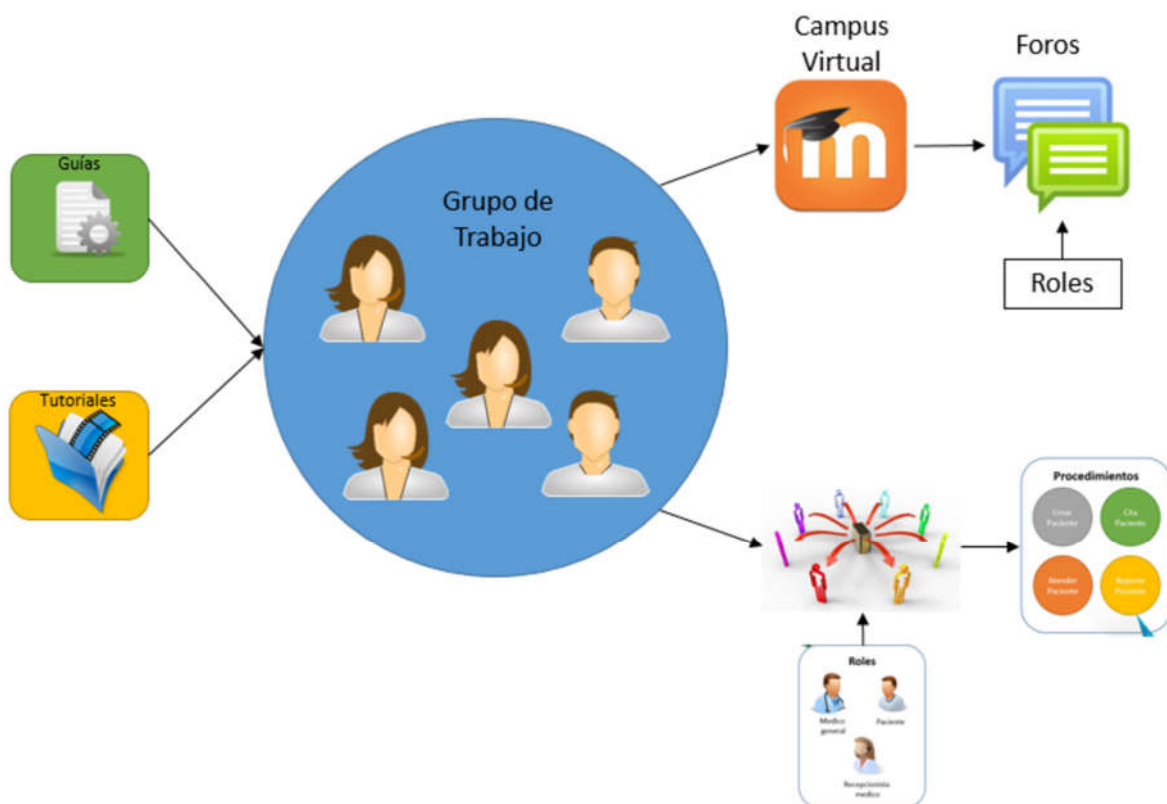 Campus
Virtual
Foros
Guías
Grupo de
Trabajo
Roles
Tutoriales
Procedimientos
Paciente
Cita
Paciente
Atender
Paciente
Reporte
Paciente
Roles
Medico
general
Paciente
Recepcionista
medico